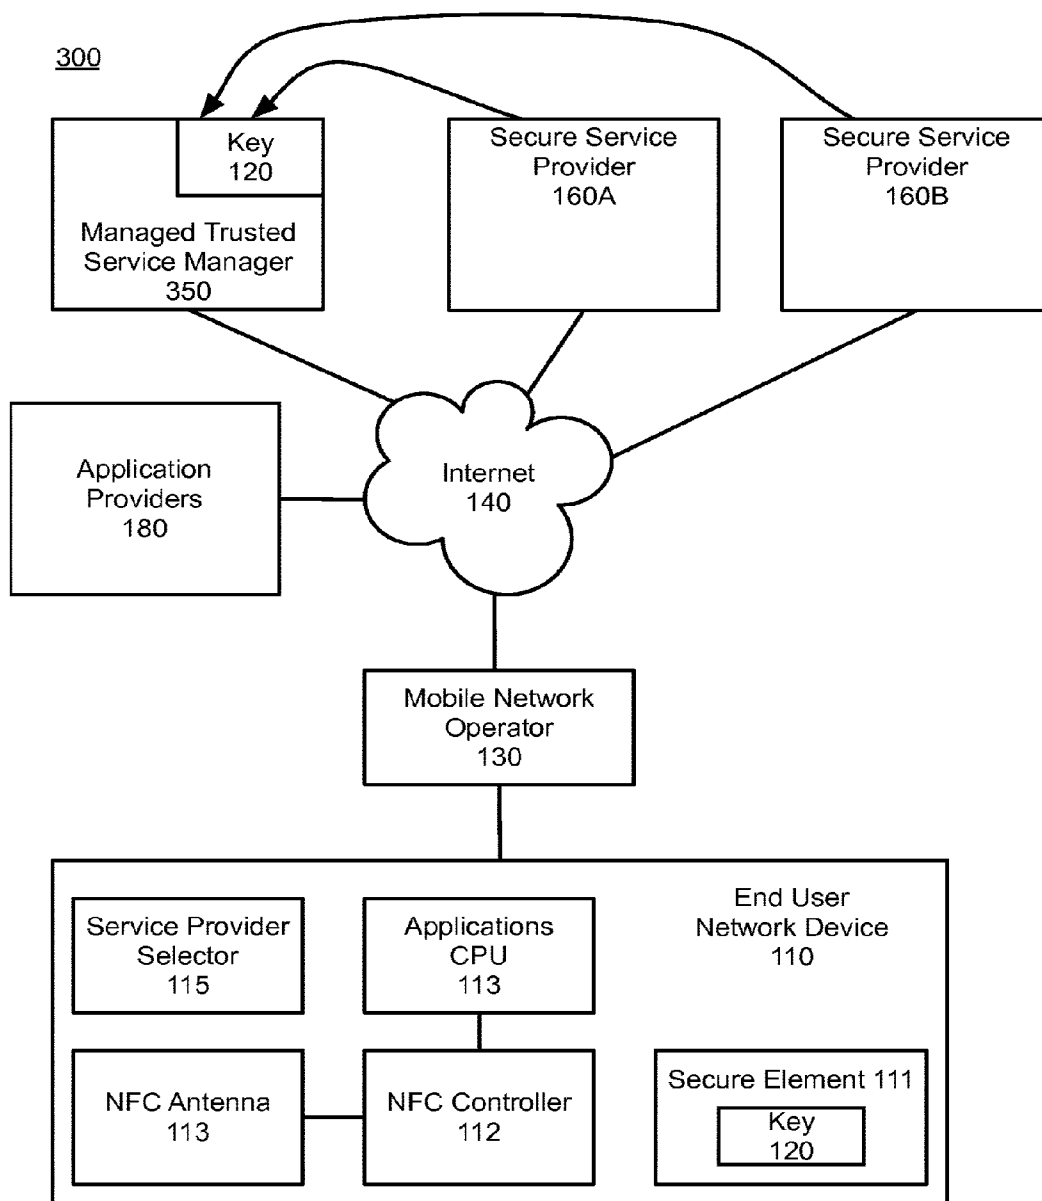 300
Key
120
Managed Trusted
Service Manager
350
Secure Service
Provider
160A
Secure Service
Provider
160B
Application
Providers
180
Internet
140
Mobile Network
Operator
130
End User
Network Device
110
Service Provider
Selector
115
Applications
CPU
113
NFC Antenna
113
NFC Controller
112
Secure Element 111
Key
120